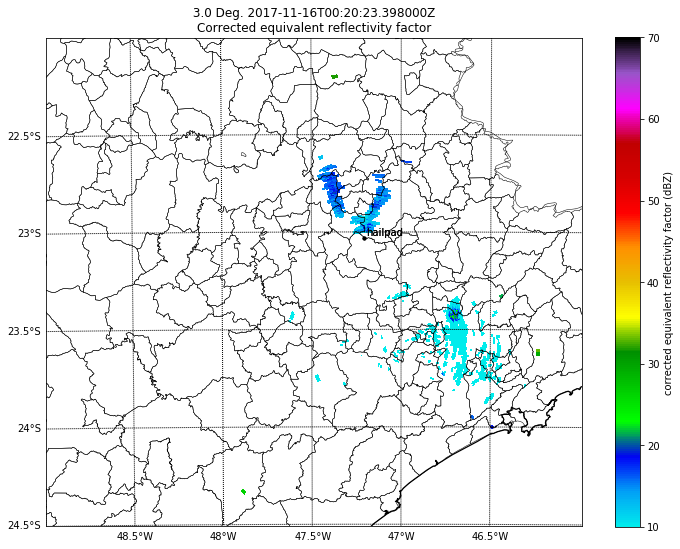 3.0 Deg. 2017-11-16T00:20:23.398000Z
Corrected equivalent reflectivity factor
22.5°S
23°S
23.5°S
24°S
24.5°S
hailpad
48.5°W
48°W
47.5°W
47°W
46.5°W
70
60
50
40
30
20
10
corrected equivalent reflectivity factor (dBZ)